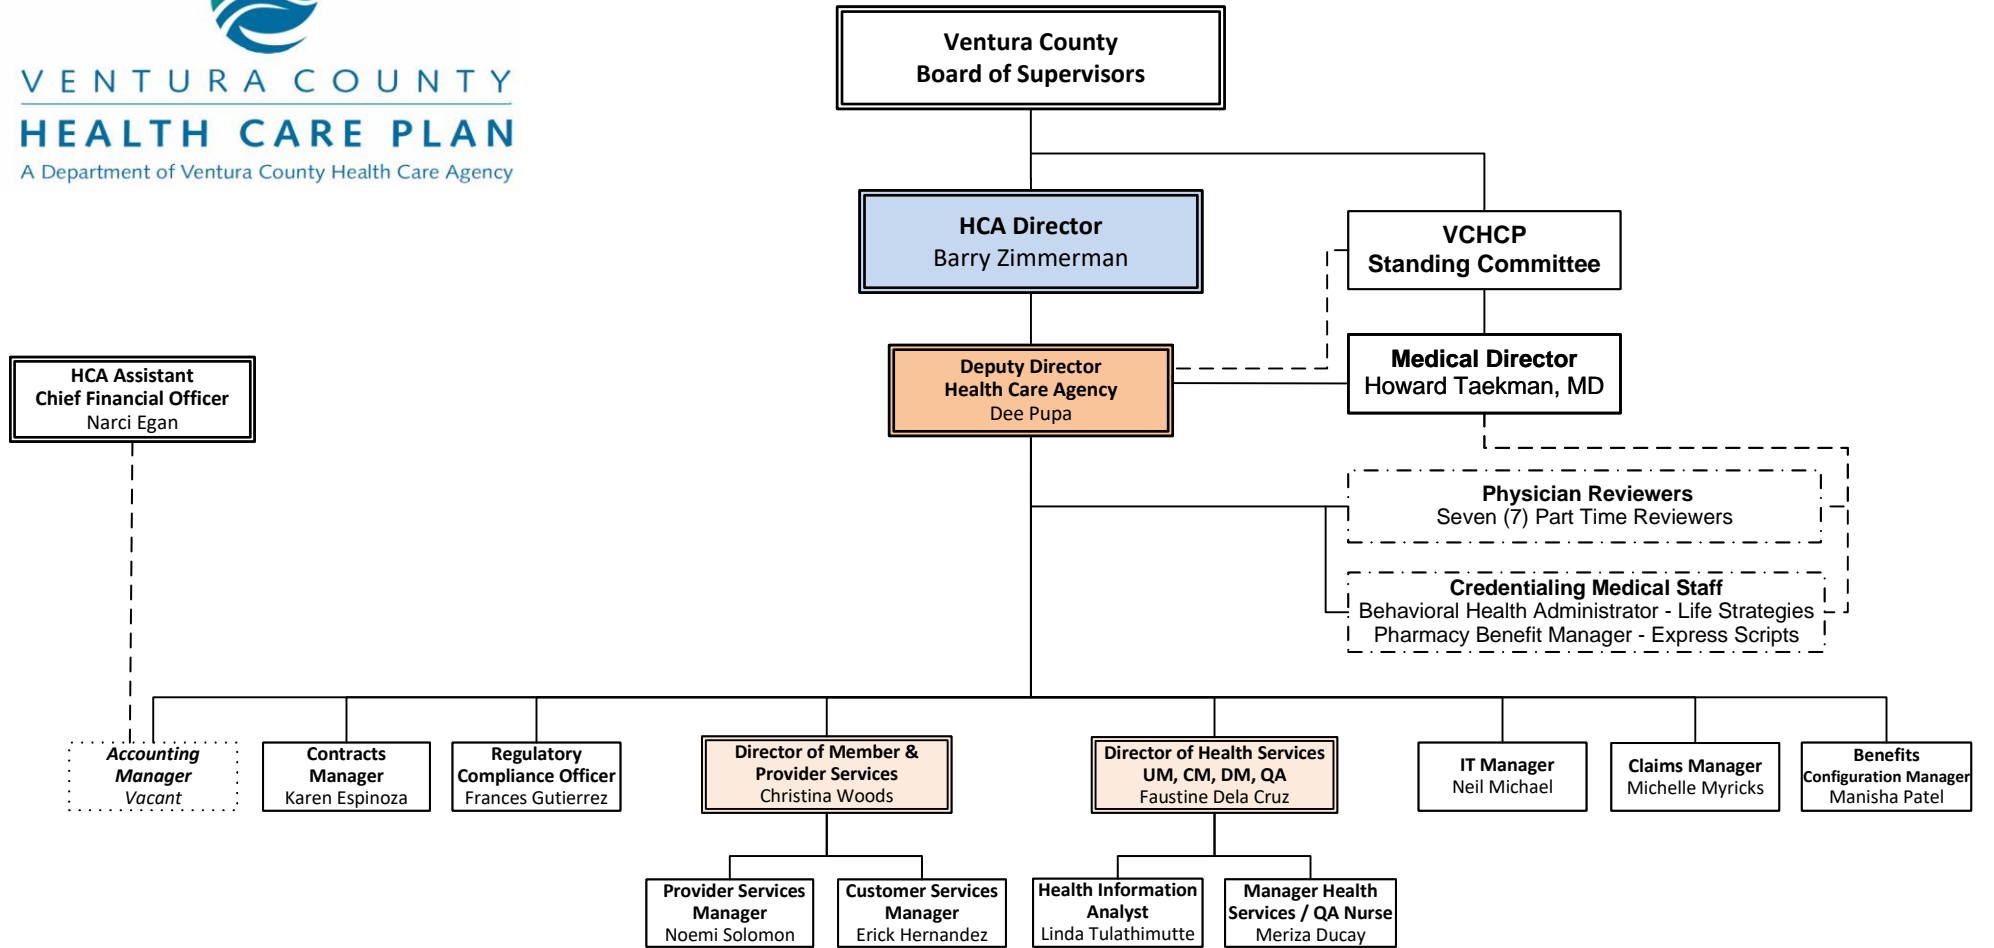 VENTURA COUNTY
HEALTH CARE PLAN
A Department of Ventura County Health Care Agency
Ventura County
Board of Supervisors
HCA Director
Barry Zimmerman
VCHCP
Standing Committee
Deputy Director
Health Care Agency
Dee Pupa
Medical Director
Howard Taekman, MD
HCA Assistant
Chief Financial Officer
Narci Egan
Physician Reviewers
Seven (7) Part Time Reviewers
Credentialing Medical Staff
Behavioral Health Administrator - Life Strategies
Pharmacy Benefit Manager - Express Scripts
Accounting
Manager
Vacant
Contracts
Manager
Karen Espinoza
Regulatory
Compliance Officer
Frances Gutierrez
Director of Member &
Provider Services
Christina Woods
Director of Health Services
UM, CM, DM, QA
Faustine Dela Cruz
IT Manager
Neil Michael
Claims Manager
Michelle Myricks
Benefits
Configuration Manager
Manisha Patel
Provider Services
Manager
Noemi Solomon
Customer Services
Manager
Erick Hernandez
Health Information
Analyst
Linda Tulathimutte
Manager Health
Services / QA Nurse
Meriza Ducay